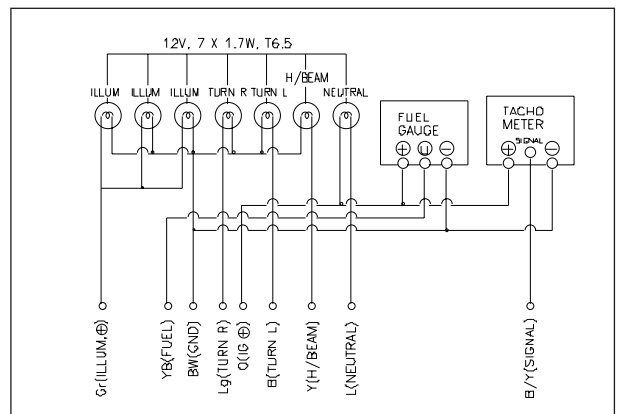 12V, 7 X 1.7W, T6.5
H/BEAM
ILLUM ILLUM ILLUM TURN R TURN L NEUTRAL
FUEL
GAUGE
+ U -
TACHO
METER
SIGNAL
+ -
Gr(ILLUM,⊕)
YB(FUEL)
BW(GND)
Lg(TURN R)
O(IG ⊕)
B(TURN L)
Y(H/BEAM)
L(NEUTRAL)
B/Y(SIGNAL)